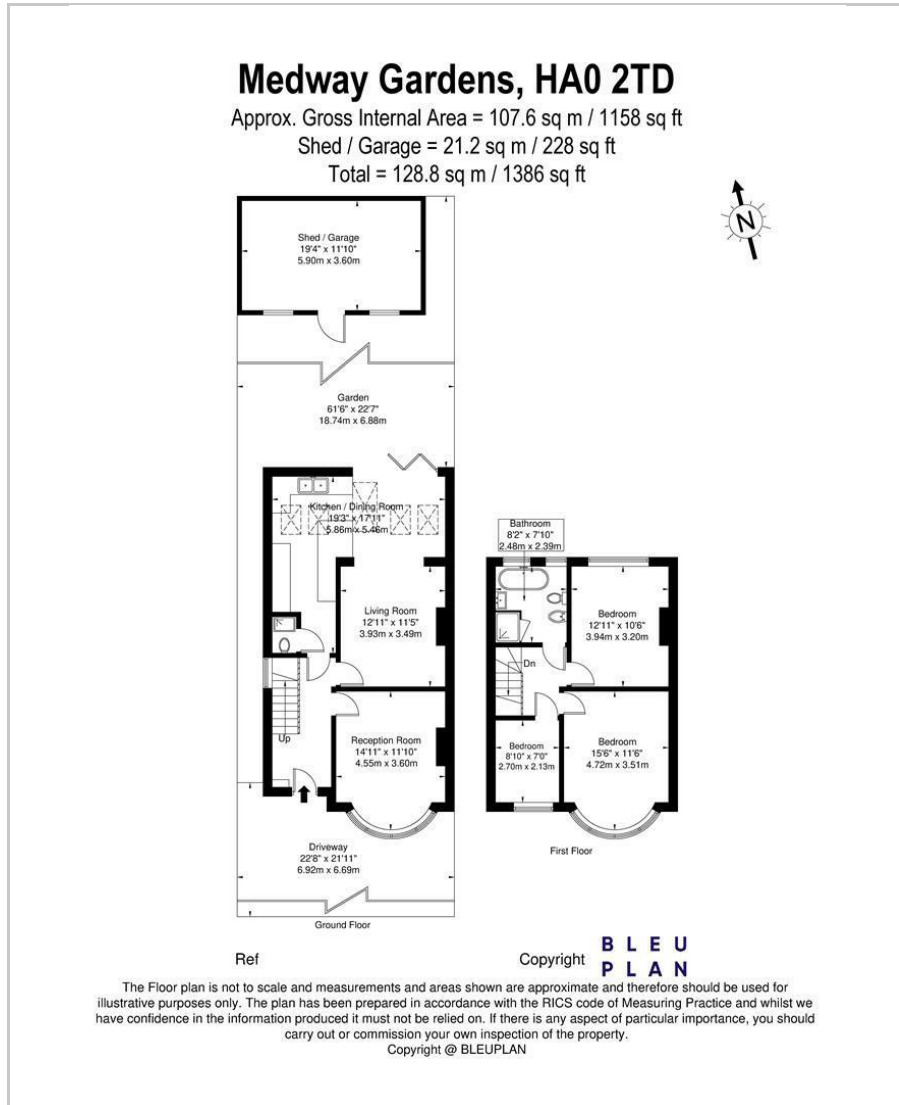 Medway Gardens, HA0 2TD
Approx. Gross Internal Area = 107.6 sq m / 1158 sq ft
Shed / Garage = 21.2 sq m / 228 sq ft
Total = 128.8 sq m / 1386 sq ft
N
Shed / Garage
19'4" x 11'10"
5.90m x 3.60m
Garden
61'6" x 22'7"
18.74m x 6.88m
Kitchen / Dining Room
19'3" x 17'11"
5.86m x 5.46m
Living Room
12'11" x 11'5"
3.93m x 3.49m
Up
Reception Room
14'11" x 11'10"
4.55m x 3.60m
Driveway
22'8" x 21'11"
6.92m x 6.69m
Ground Floor
Bathroom
8'2" x 7'10"
2.48m x 2.39m
Bedroom
12'11" x 10'6"
3.94m x 3.20m
Dn
Bedroom
8'10" x 7'0"
2.70m x 2.13m
Bedroom
15'6" x 11'6"
4.72m x 3.51m
First Floor
Ref
Copyright
BLEU
PLAN
The Floor plan is not to scale and measurements and areas shown are approximate and therefore should be used for
illustrative purposes only. The plan has been prepared in accordance with the RICS code of Measuring Practice and whilst we
have confidence in the information produced it must not be relied on. If there is any aspect of particular importance, you should
carry out or commission your own inspection of the property.
Copyright @ BLEUPLAN